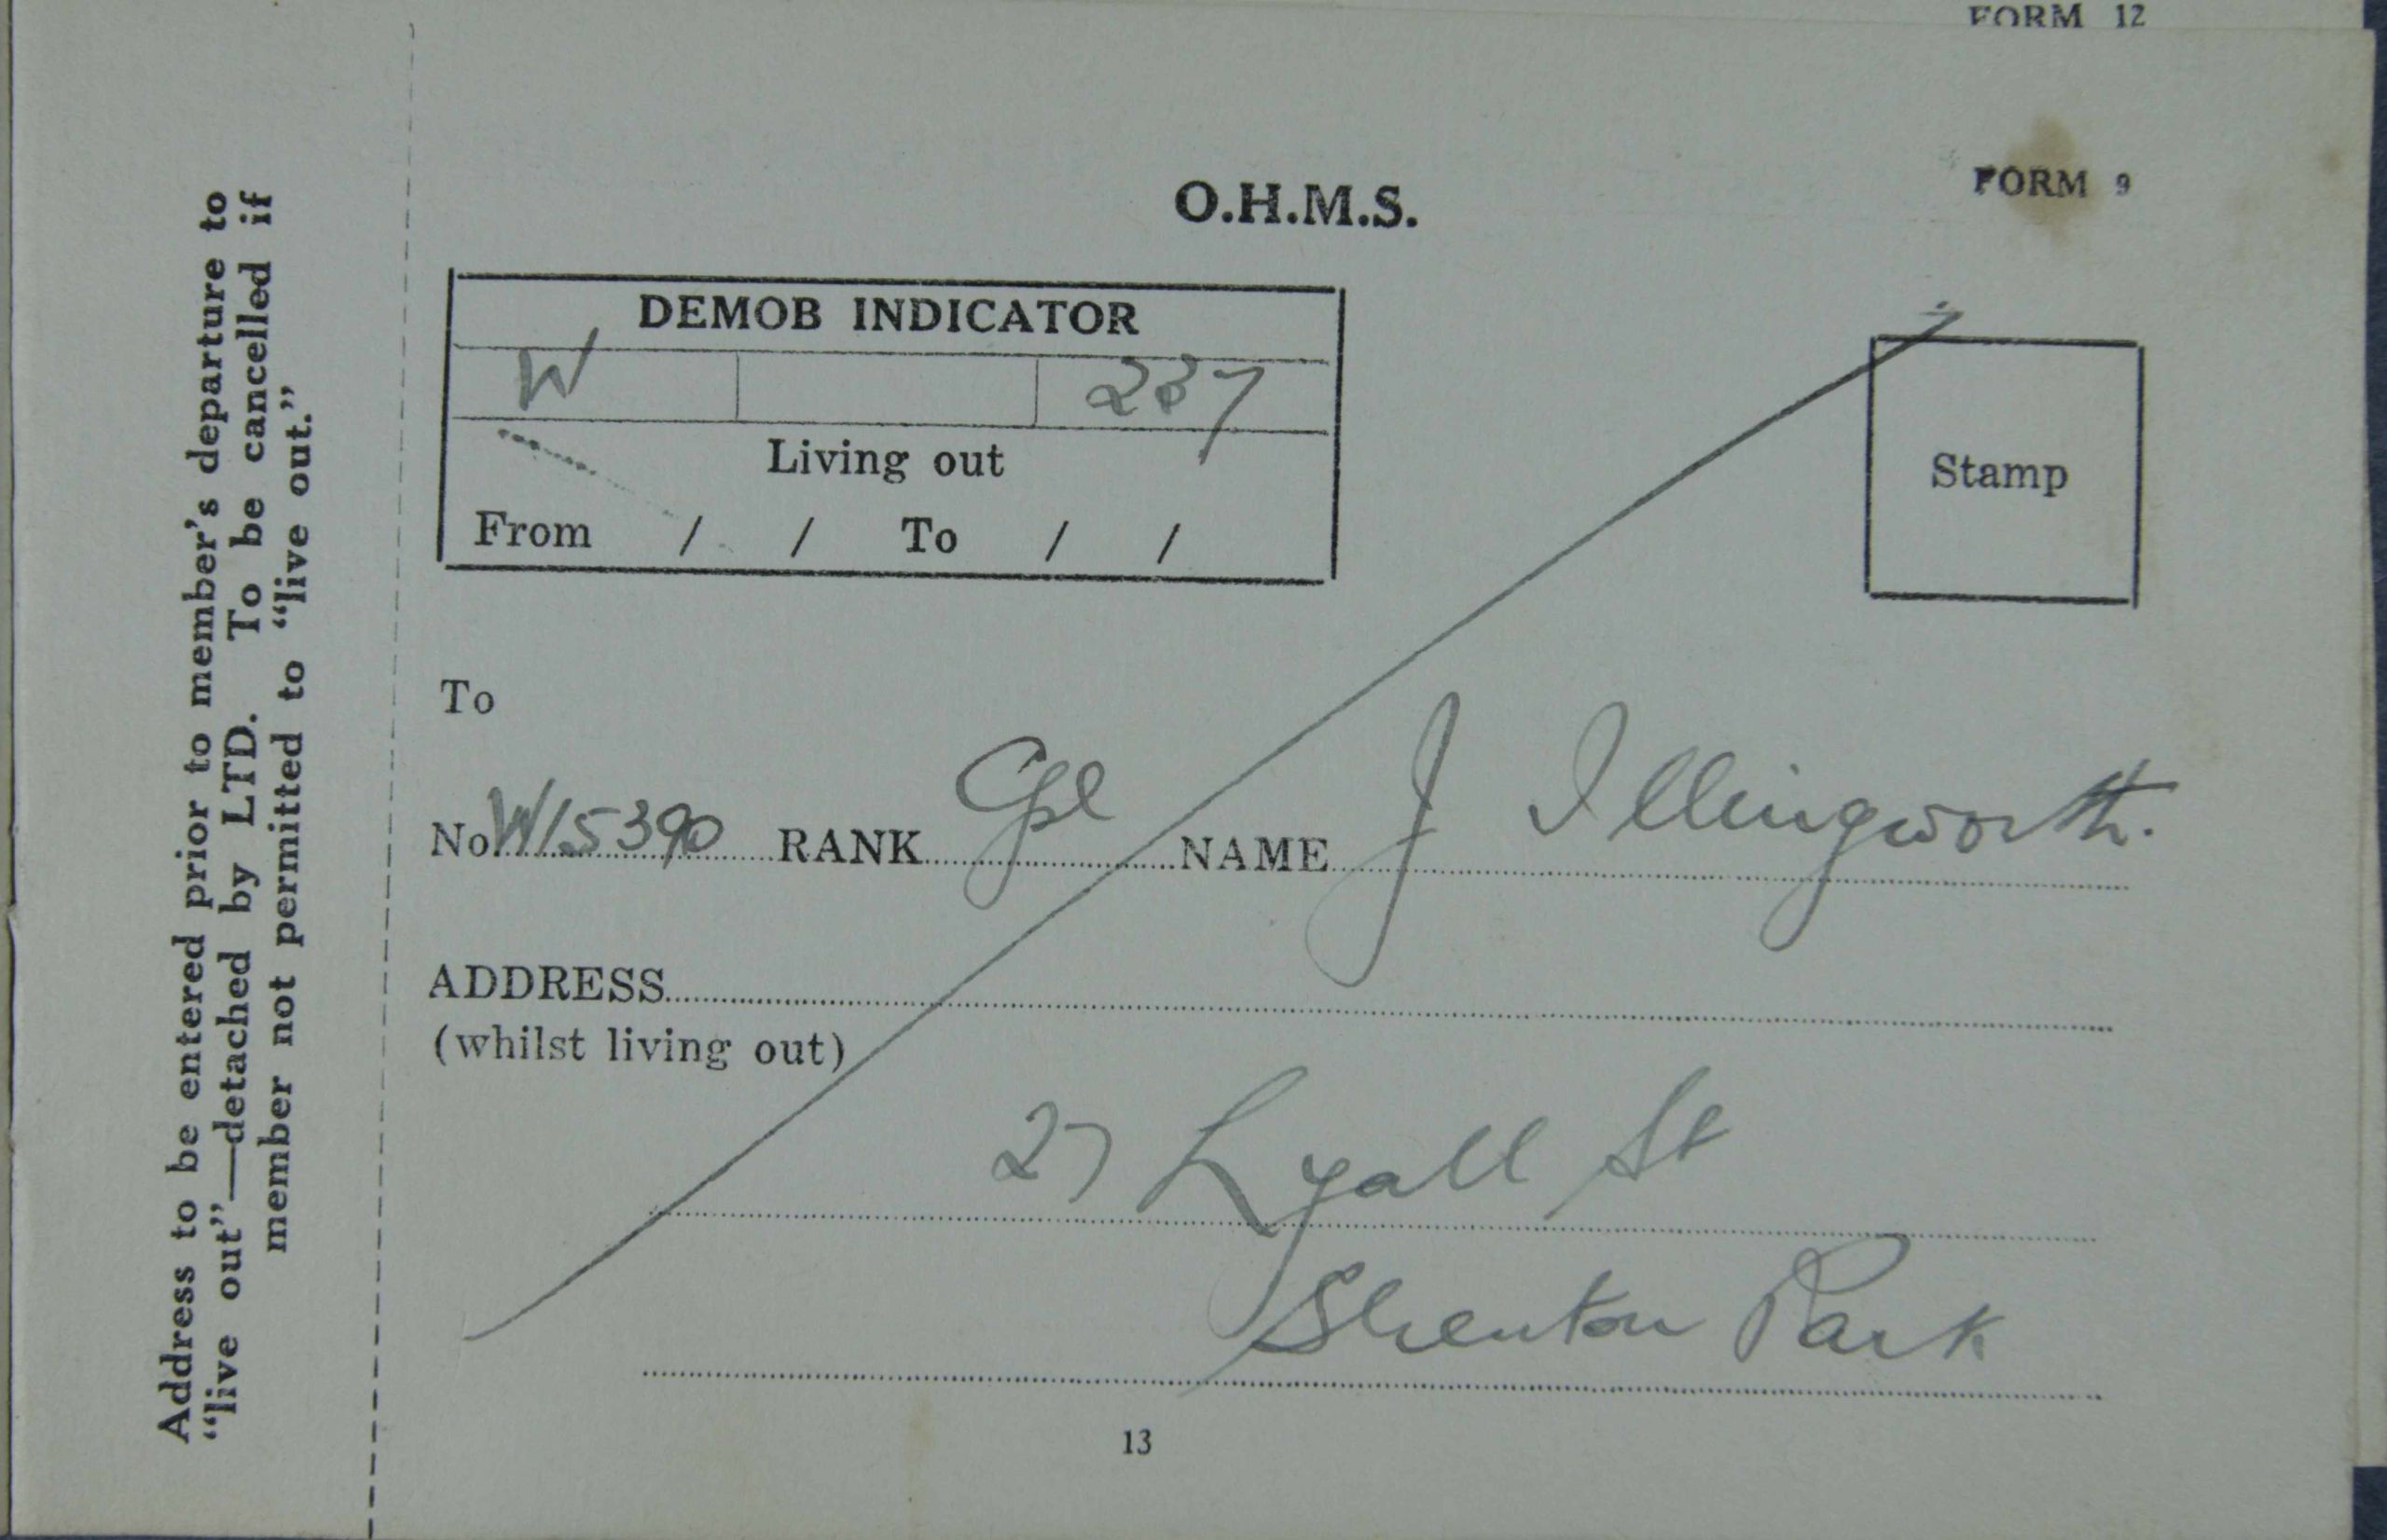 FORM 12
FORM 9
O.H.M.S.
DEMOB INDICATOR
W 237
Living out
From / / To / /
Stamp
To
No W15390 RANK Cpl NAME J Illingworth.
ADDRESS
(whilst living out)
27 Lyall St
Shenton Park
13
Address to be entered prior to member's departure to
"live out"—detached by LTD. To be cancelled if
member not permitted to "live out."